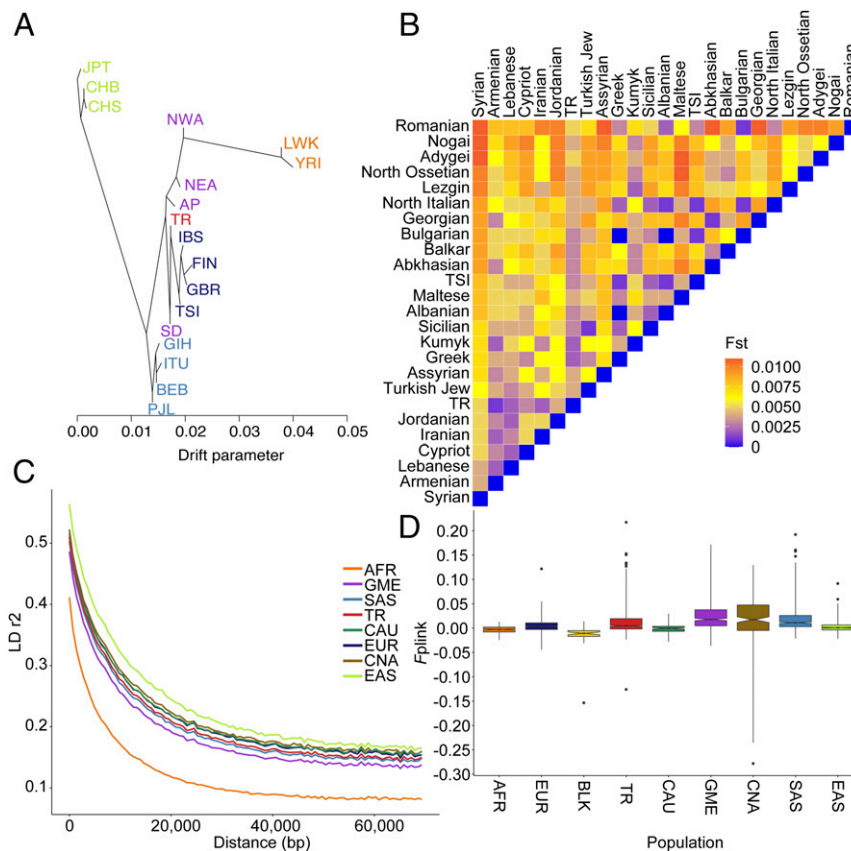 A
JPT
CHB
CHS
NWA
LWK
YRI
NEA
AP
TR
IBS
FIN
GBR
TSI
SD
GIH
ITU
BEB
PJL
0.00 0.01 0.02 0.03 0.04 0.05
Drift parameter
B
Syrian
Armenian
Lebanese
Cypriot
Iranian
Jordanian
TR
Turkish Jew
Assyrian
Greek
Kumyk
Sicilian
Albanian
Maltese
TSI
Abkhasian
Balkar
Bulgarian
Georgian
North Italian
Lezgin
North Ossetian
Adygei
Nogai
Romanian
Romanian
Nogai
Adygei
North Ossetian
Lezgin
North Italian
Georgian
Bulgarian
Balkar
Abkhasian
TSI
Maltese
Albanian
Sicilian
Kumyk
Greek
Assyrian
Turkish Jew
TR
Jordanian
Iranian
Cypriot
Lebanese
Armenian
Syrian
Fst
0.0100
0.0075
0.0050
0.0025
0
C
LD r2
0.5
0.4
0.3
0.2
0.1
AFR
GME
SAS
TR
CAU
EUR
CNA
EAS
0 20,000 40,000 60,000
Distance (bp)
D
Fplink
0.20
0.15
0.10
0.05
0.00
-0.05
-0.10
-0.15
-0.20
-0.25
-0.30
AFR
EUR
BLK
TR
CAU
GME
CNA
SAS
EAS
Population